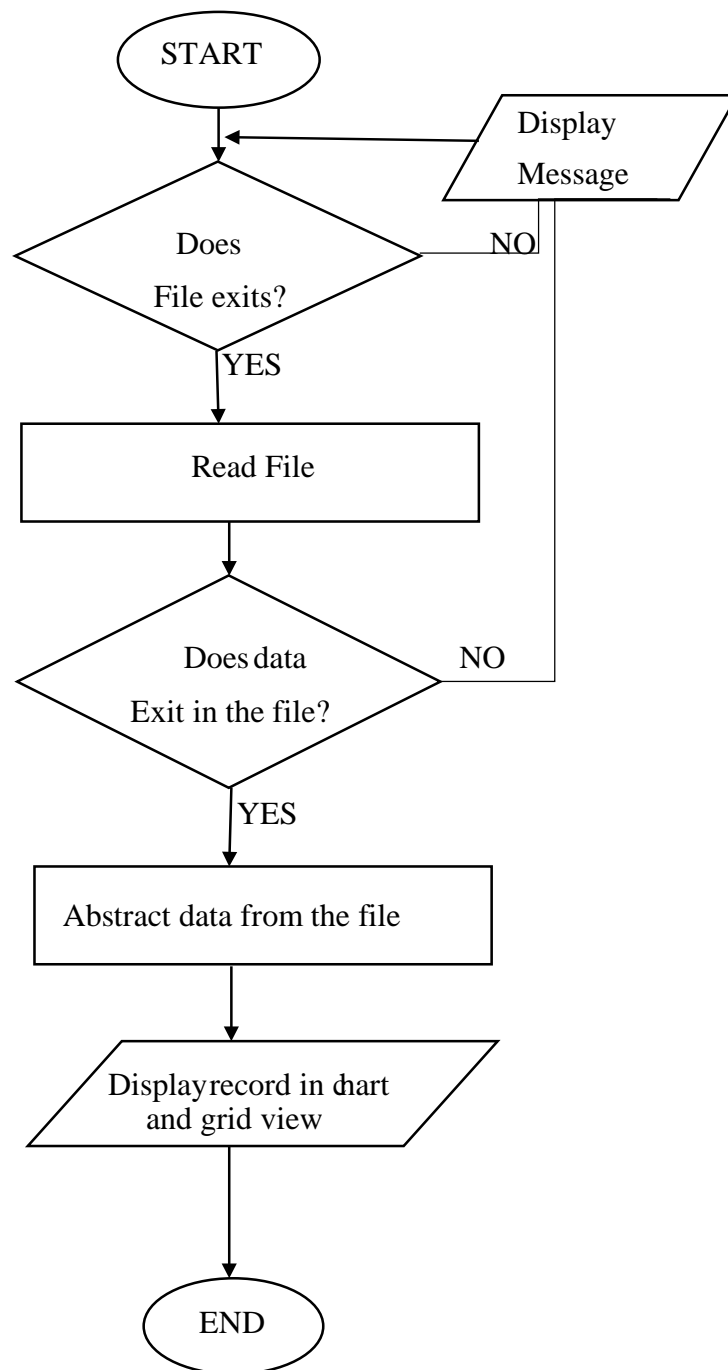 START
Display
Message
Does
File exits?
NO
YES
Read File
Does data
Exit in the file?
NO
YES
Abstract data from the file
Display record in chart
and grid view
END